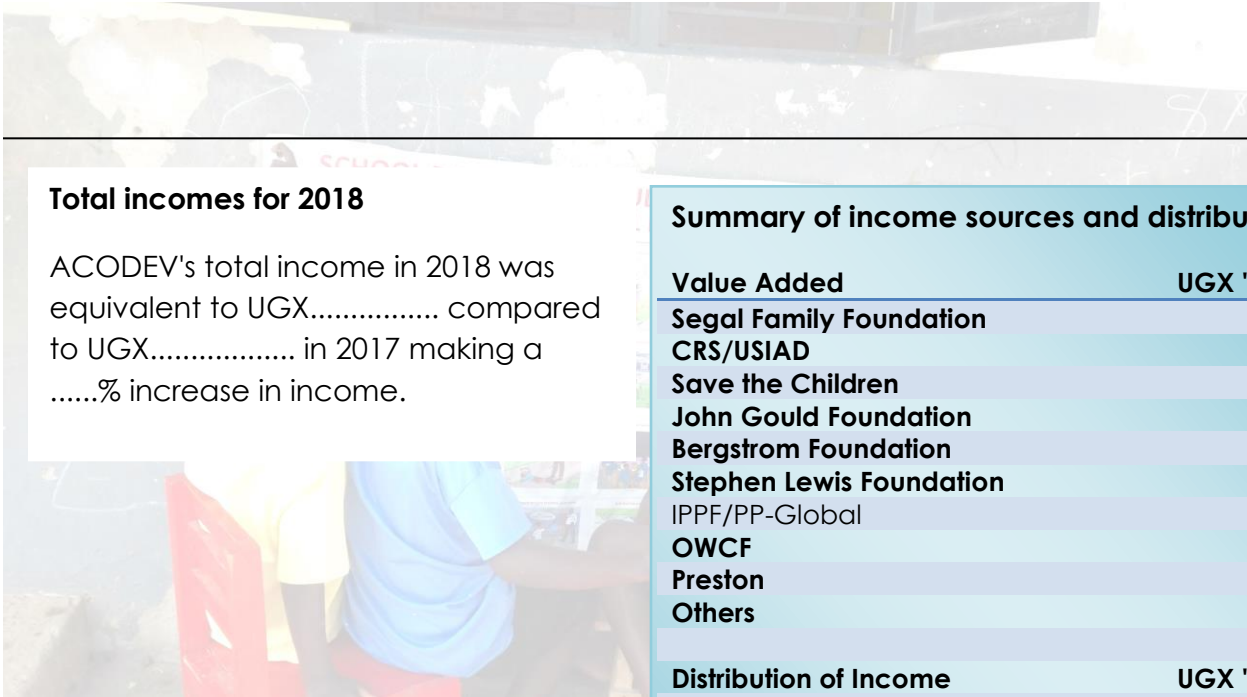 SCHOOL
Total incomes for 2018
ACODEV's total income in 2018 was
equivalent to UGX................ compared
to UGX.................. in 2017 making a
......% increase in income.
Summary of income sources and distribu
Value Added UGX '
Segal Family Foundation
CRS/USIAD
Save the Children
John Gould Foundation
Bergstrom Foundation
Stephen Lewis Foundation
IPPF/PP-Global
OWCF
Preston
Others
Distribution of Income UGX '